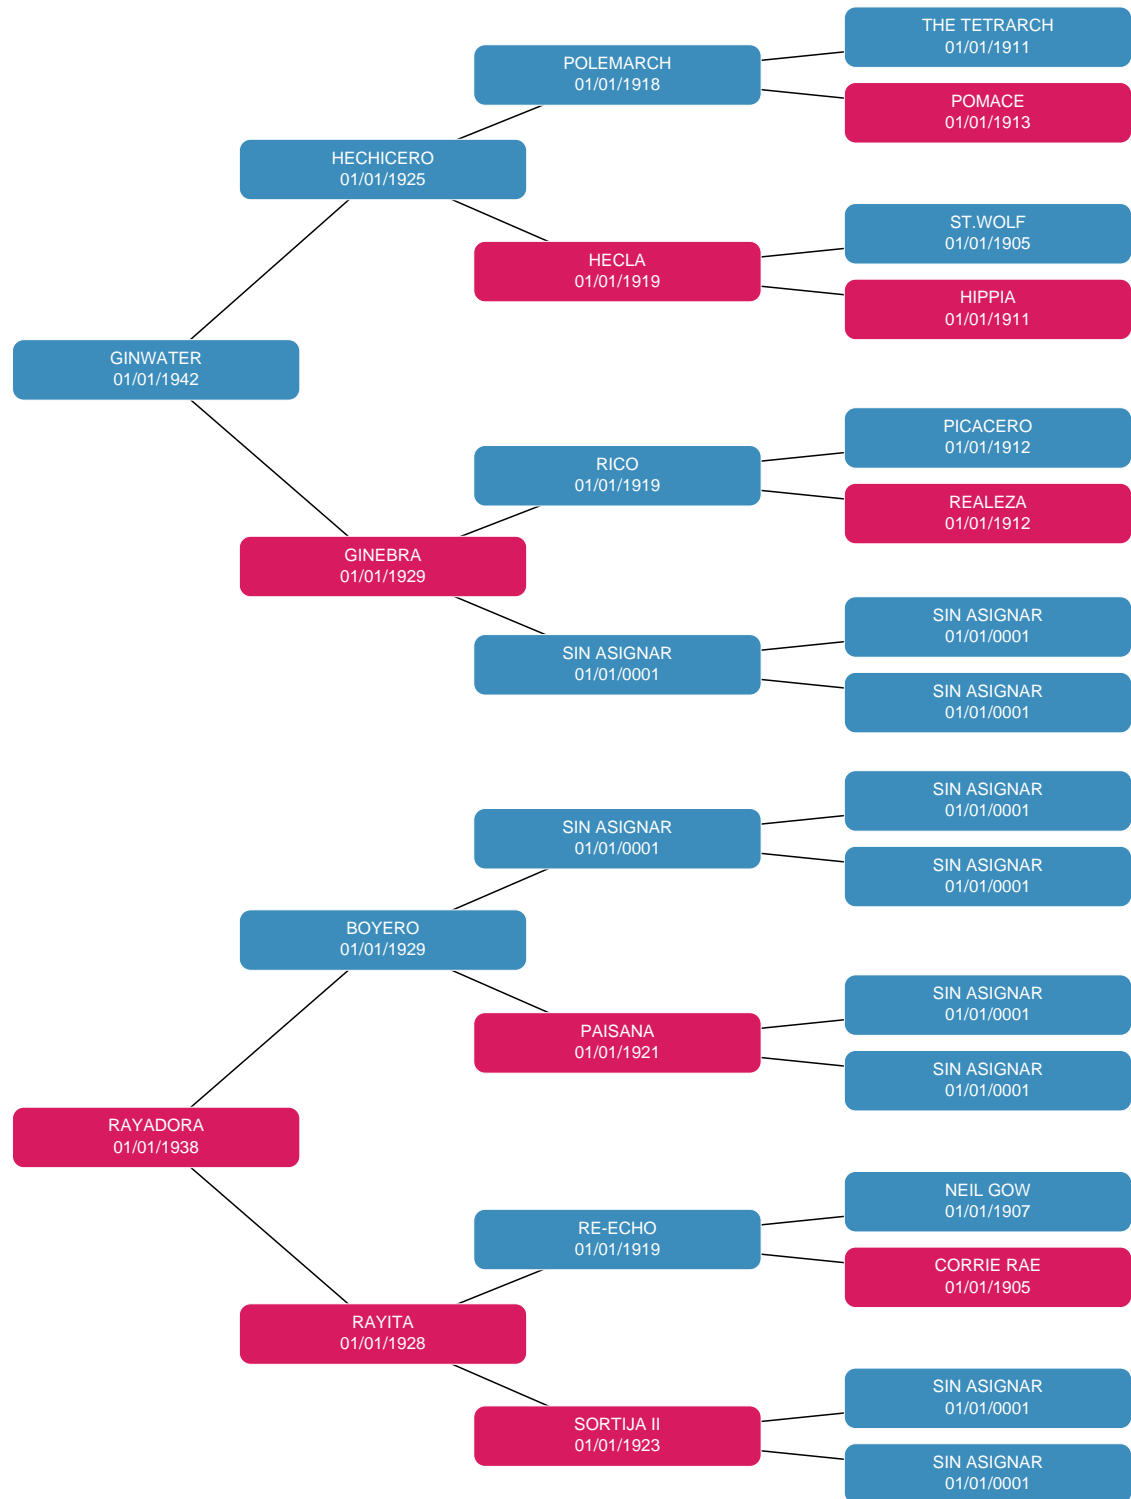 THE TETRARCH
01/01/1911
POLEMARCH
01/01/1918
POMACE
01/01/1913
HECHICERO
01/01/1925
ST.WOLF
01/01/1905
HECLA
01/01/1919
HIPPIA
01/01/1911
GINWATER
01/01/1942
PICACERO
01/01/1912
RICO
01/01/1919
REALEZA
01/01/1912
GINEBRA
01/01/1929
SIN ASIGNAR
01/01/0001
SIN ASIGNAR
01/01/0001
SIN ASIGNAR
01/01/0001
SIN ASIGNAR
01/01/0001
SIN ASIGNAR
01/01/0001
SIN ASIGNAR
01/01/0001
BOYERO
01/01/1929
SIN ASIGNAR
01/01/0001
PAISANA
01/01/1921
SIN ASIGNAR
01/01/0001
RAYADORA
01/01/1938
NEIL GOW
01/01/1907
RE-ECHO
01/01/1919
CORRIE RAE
01/01/1905
RAYITA
01/01/1928
SIN ASIGNAR
01/01/0001
SORTIJA II
01/01/1923
SIN ASIGNAR
01/01/0001